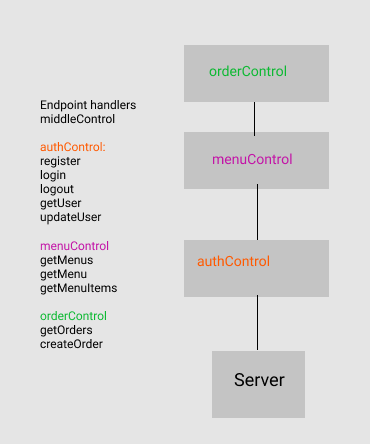 Endpoint handlers
middleControl
authControl:
register
login
logout
getUser
updateUser
menuControl
getMenus
getMenu
getMenuItems
orderControl
getOrders
createOrder
orderControl
menuControl
authControl
Server